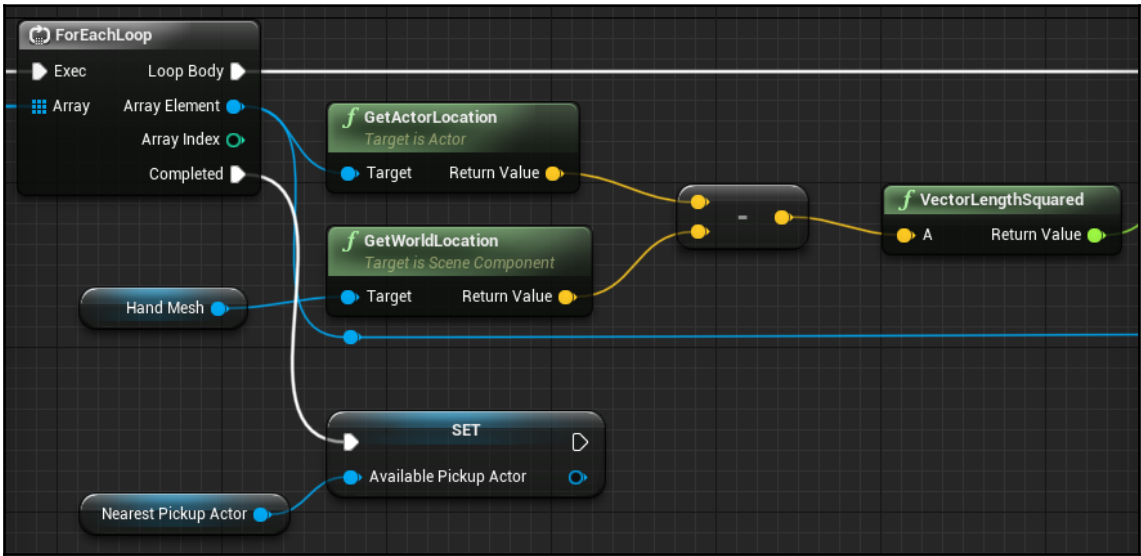 ForEachLoop
Exec Loop Body
Array Array Element
Array Index
Completed
f GetActorLocation
Target is Actor
Target Return Value
-
f VectorLengthSquared
A Return Value
f GetWorldLocation
Target is Scene Component
Target Return Value
Hand Mesh
SET
Available Pickup Actor
Nearest Pickup Actor